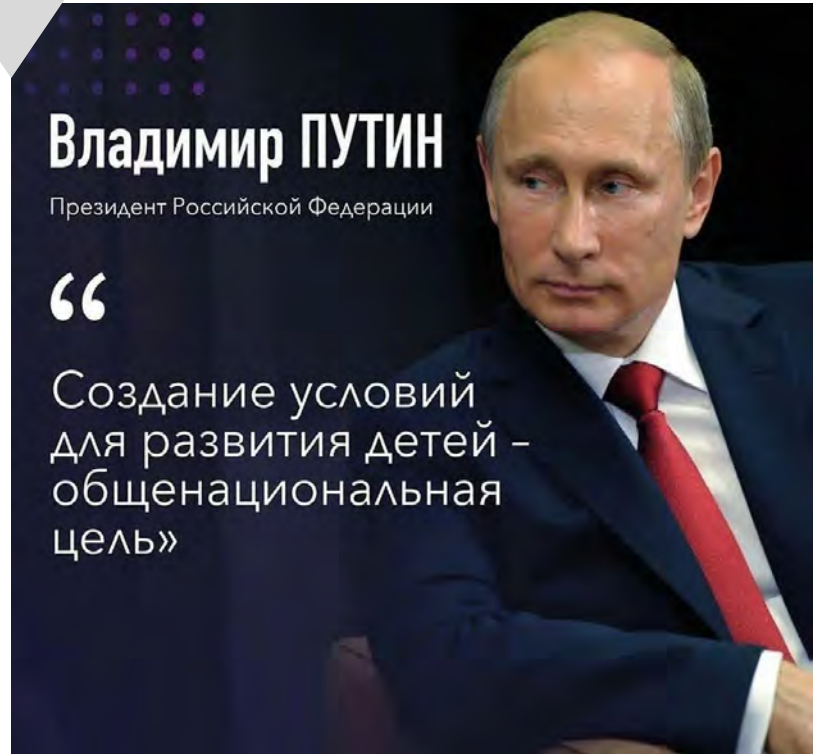 Владимир ПУТИН
Президент Российской Федерации
“
Создание условий
для развития детей –
общенациональная
цель»